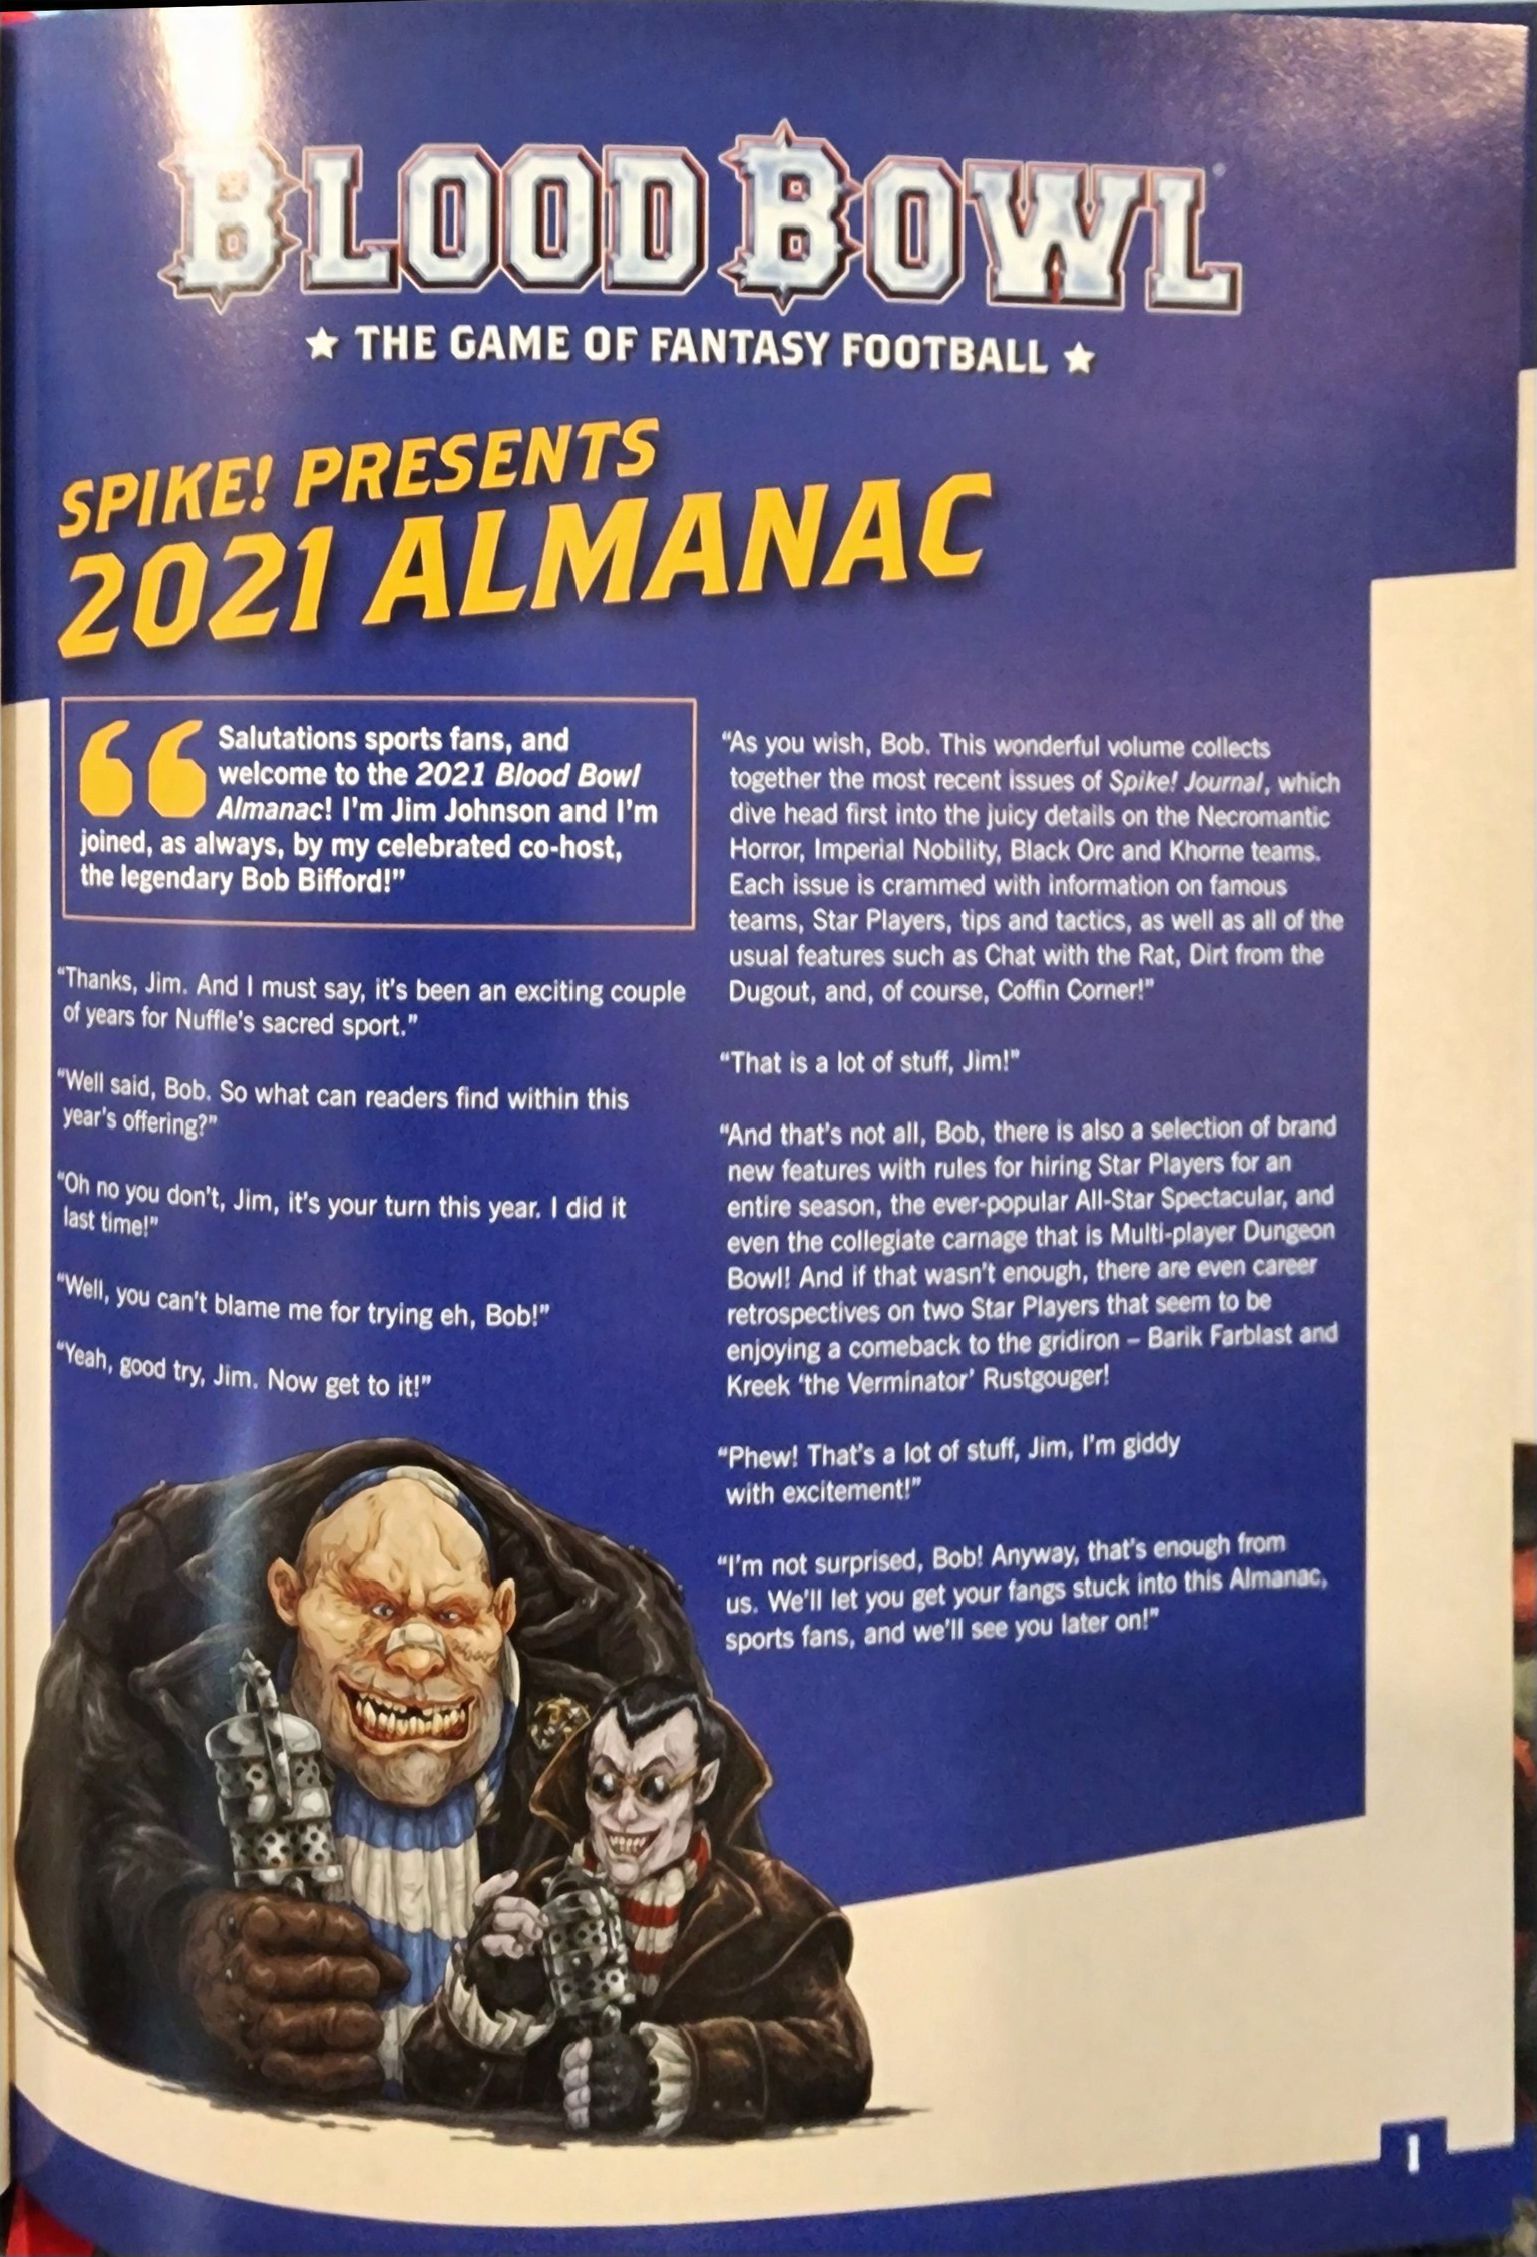 BLOOD BOWL
★ THE GAME OF FANTASY FOOTBALL ★
SPIKE! PRESENTS
2021 ALMANAC
“Salutations sports fans, and
welcome to the 2021 Blood Bowl
Almanac! I'm Jim Johnson and I'm
joined, as always, by my celebrated co-host,
the legendary Bob Bifford!”
“Thanks, Jim. And I must say, it's been an exciting couple
of years for Nuffle's sacred sport.”
“Well said, Bob. So what can readers find within this
year's offering?”
“Oh no you don't, Jim, it's your turn this year. I did it
last time!”
“Well, you can't blame me for trying eh, Bob!”
“Yeah, good try, Jim. Now get to it!”
“As you wish, Bob. This wonderful volume collects
together the most recent issues of Spike! Journal, which
dive head first into the juicy details on the Necromantic
Horror, Imperial Nobility, Black Orc and Khorne teams.
Each issue is crammed with information on famous
teams, Star Players, tips and tactics, as well as all of the
usual features such as Chat with the Rat, Dirt from the
Dugout, and, of course, Coffin Corner!”
“That is a lot of stuff, Jim!”
“And that's not all, Bob, there is also a selection of brand
new features with rules for hiring Star Players for an
entire season, the ever-popular All-Star Spectacular, and
even the collegiate carnage that is Multi-player Dungeon
Bowl! And if that wasn't enough, there are even career
retrospectives on two Star Players that seem to be
enjoying a comeback to the gridiron – Barik Farblast and
Kreek ‘the Verminator’ Rustgouger!
“Phew! That's a lot of stuff, Jim, I'm giddy
with excitement!”
“I'm not surprised, Bob! Anyway, that's enough from
us. We'll let you get your fangs stuck into this Almanac,
sports fans, and we'll see you later on!”
1